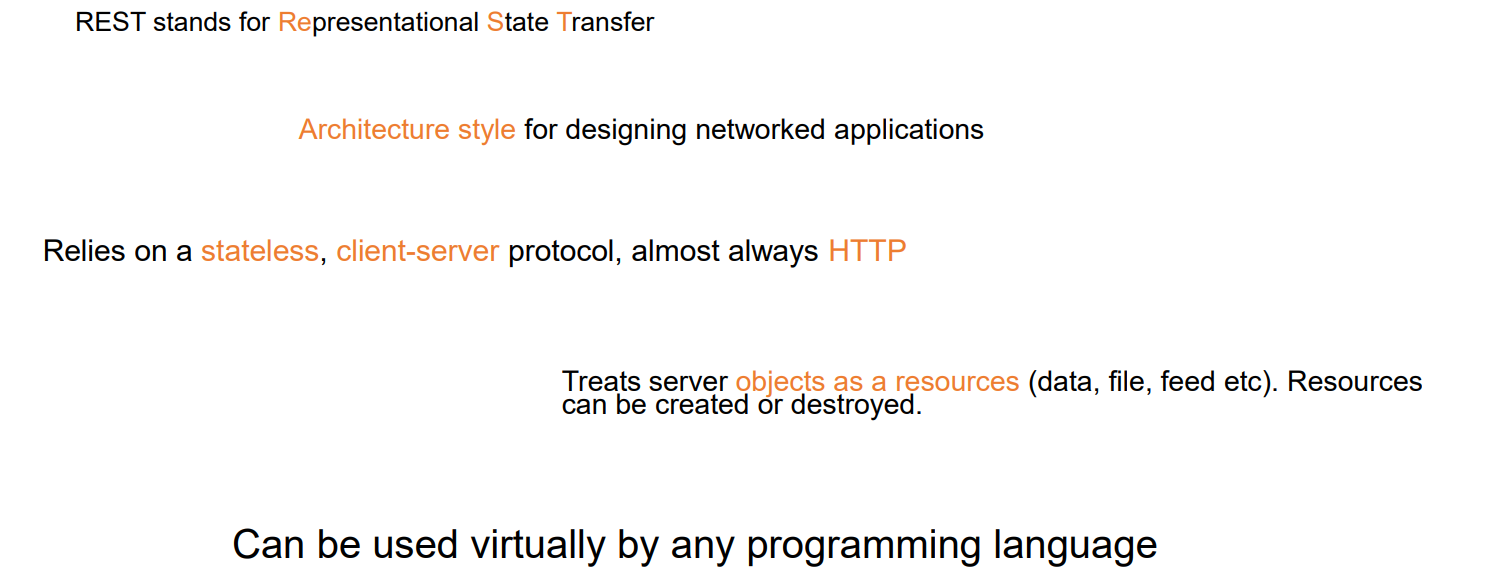 REST stands for Representational State Transfer
Architecture style for designing networked applications
Relies on a stateless, client-server protocol, almost always HTTP
Treats server objects as a resources (data, file, feed etc). Resources
can be created or destroyed.
Can be used virtually by any programming language